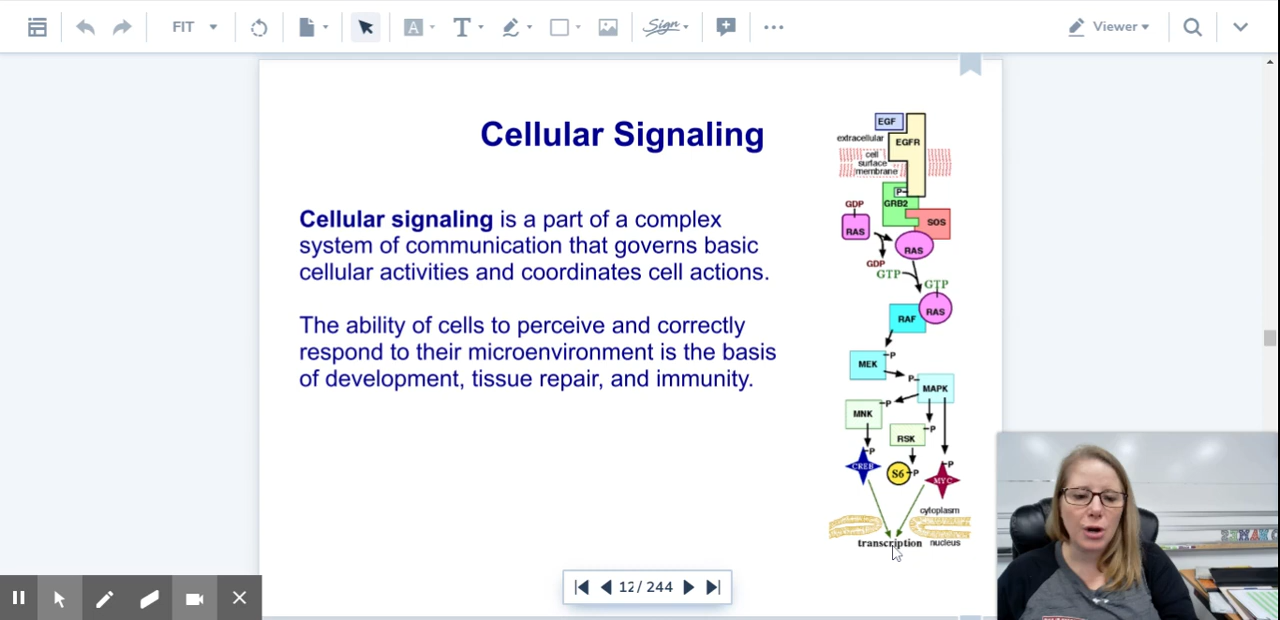 FIT
A
T
Sign
Viewer
Cellular Signaling
Cellular signaling is a part of a complex
system of communication that governs basic
cellular activities and coordinates cell actions.
The ability of cells to perceive and correctly
respond to their microenvironment is the basis
of development, tissue repair, and immunity.
EGF
extracellular
EGFR
cell
surface
membrane
P
GRB2
GDP
SOS
RAS
RAS
GDP
GTP
GTP
RAS
RAF
P
MEK
P
MAPK
P
MNK
P
RSK
P
P
CREB
S6
P
MYC
cytoplasm
transcription
nucleus
12 / 244